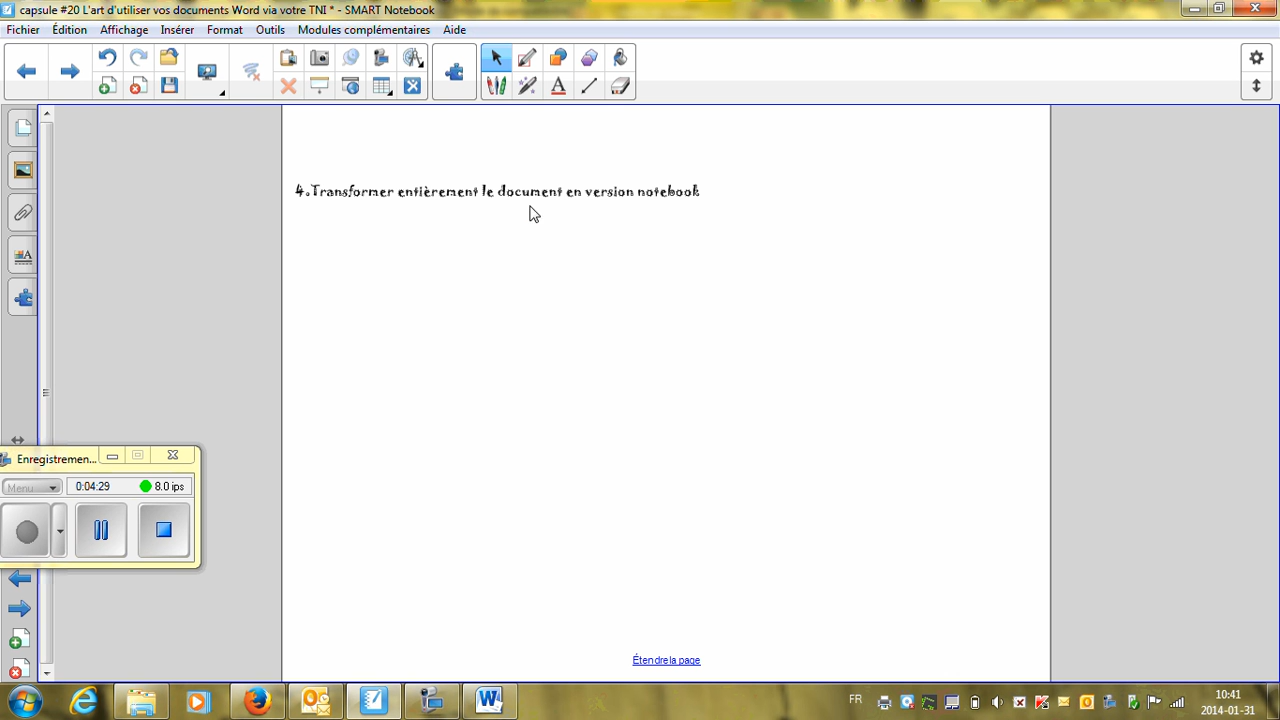 capsule #20 L'art d'utiliser vos documents Word via votre TNI * - SMART Notebook
Fichier Édition Affichage Insérer Format Outils Modules complémentaires Aide
4.Transformer entièrement le document en version notebook
Enregistremen...
Menu 0:04:29 8.0 ips
Étendre la page
FR 10:41
2014-01-31